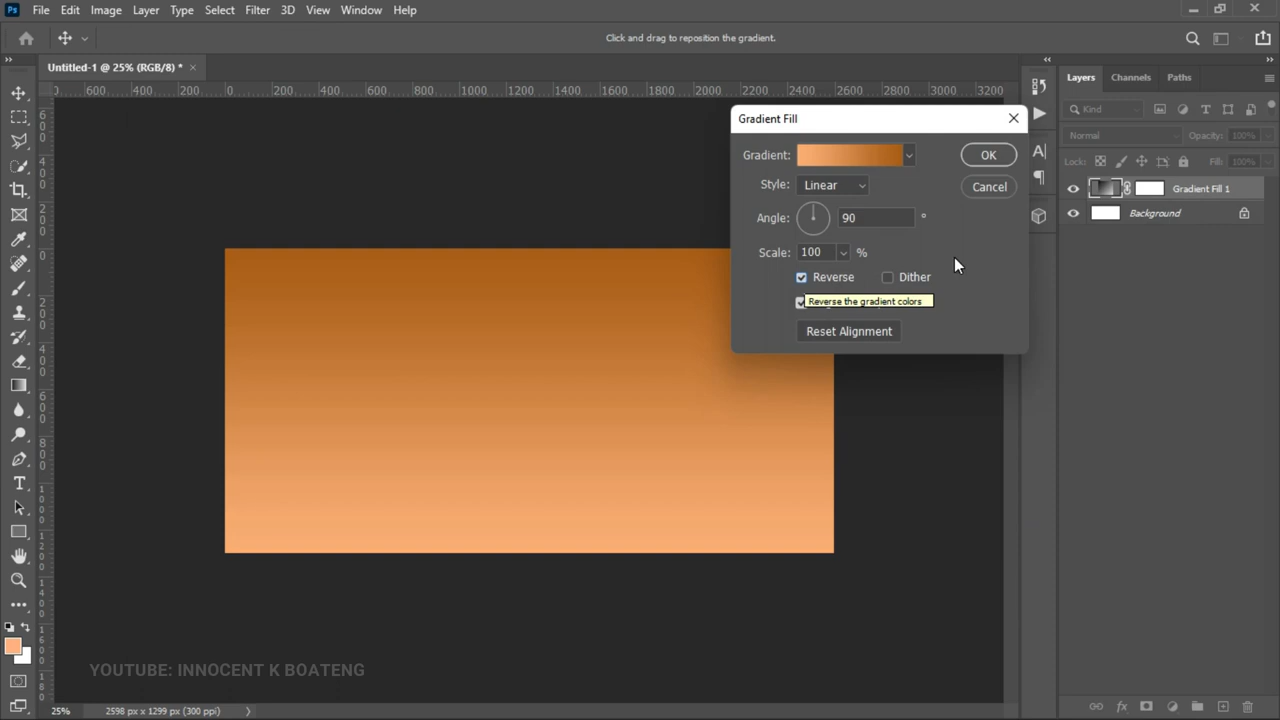 Ps File Edit Image Layer Type Select Filter 3D View Window Help
Click and drag to reposition the gradient.
Untitled-1 @ 25% (RGB/8) * ×
0 600 400 200 0 200 400 600 800 1000 1200 1400 1600 1800 2000 2200 2400 2600 2800 3000 3200
Layers Channels Paths
Kind
Normal Opacity: 100%
Lock: Fill: 100%
Gradient Fill 1
Background
Gradient Fill
Gradient: OK
Style: Linear Cancel
Angle: 90 °
Scale: 100 %
Reverse Dither
Reverse the gradient colors
Reset Alignment
YOUTUBE: INNOCENT K BOATENG
25% 2598 px x 1299 px (300 ppi)